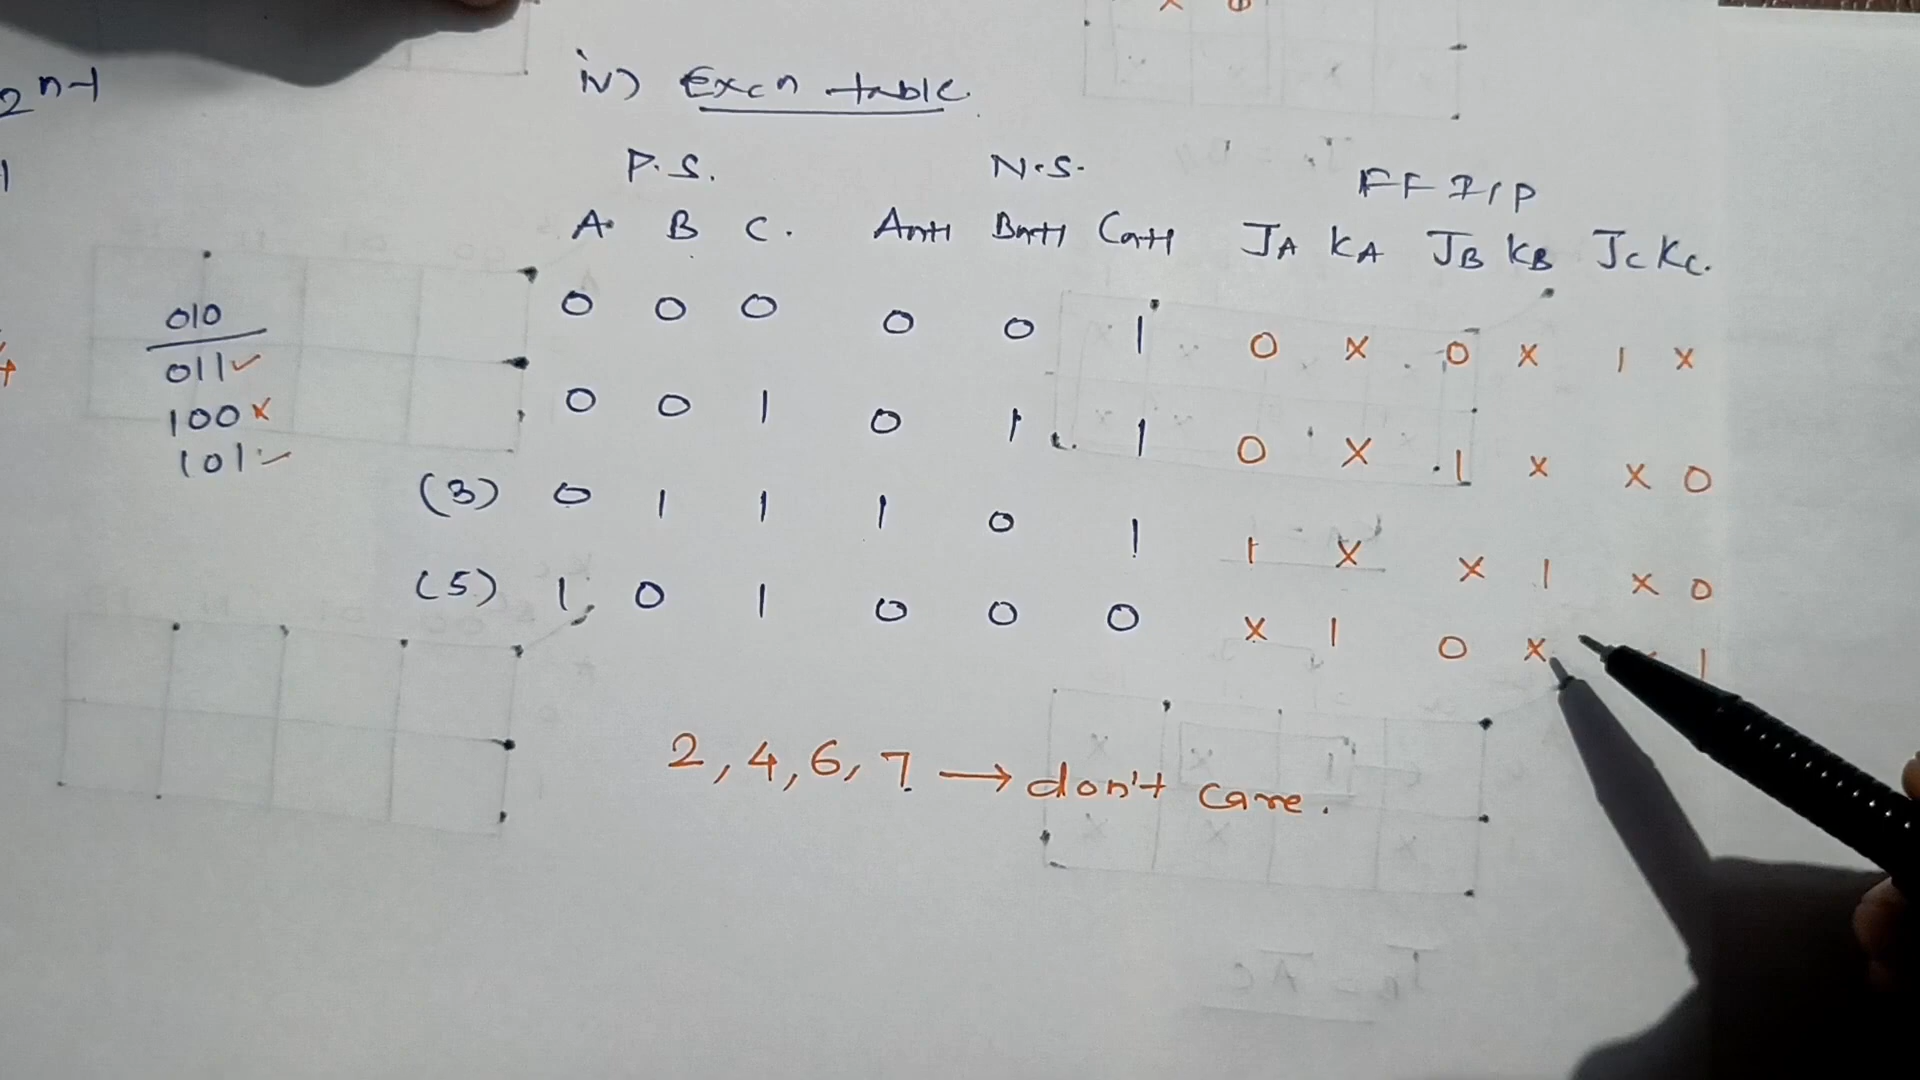 2^n-1
1
iv) Excn table.
P.S. N.S. FF I/P
A B C. An+1 Bn+1 Cn+1 JA KA JB KB JC KC.
0 0 0 0 0 1 0 x 0 x 1 x
0 0 1 0 1 1 0 x 1 x x 0
(3) 0 1 1 1 0 1 1 x x 1 x 0
(5) 1 0 1 0 0 0 x 1 0 x 1
2, 4, 6, 7 → don't care.
010
011✓
100x
101✓